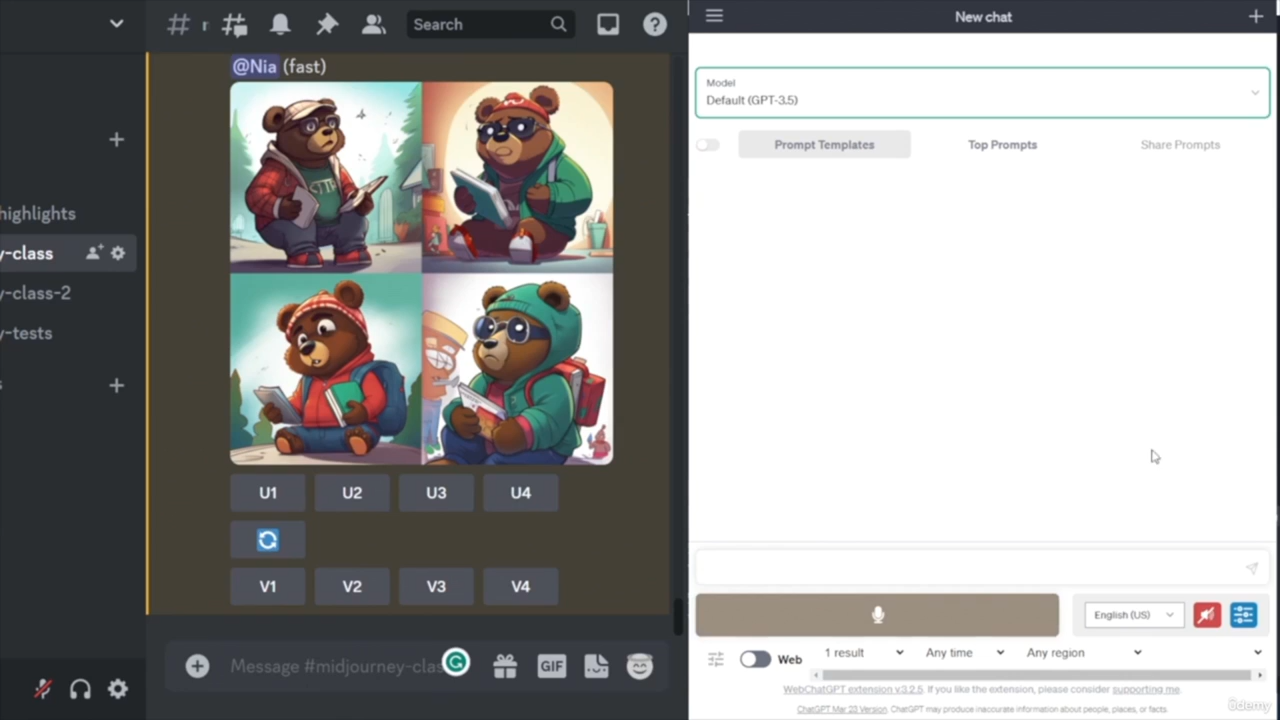 Search
@Nia (fast)
highlights
y-class
y-class-2
y-tests
s
U1 U2 U3 U4
V1 V2 V3 V4
Message #midjourney-clas
GIF
New chat
Model
Default (GPT-3.5)
Prompt Templates Top Prompts Share Prompts
English (US)
Web 1 result Any time Any region
WebChatGPT extension v.3.2.5. If you like the extension, please consider supporting me.
ChatGPT Mar 23 Version. ChatGPT may produce inaccurate information about people, places, or facts.
ûdemy